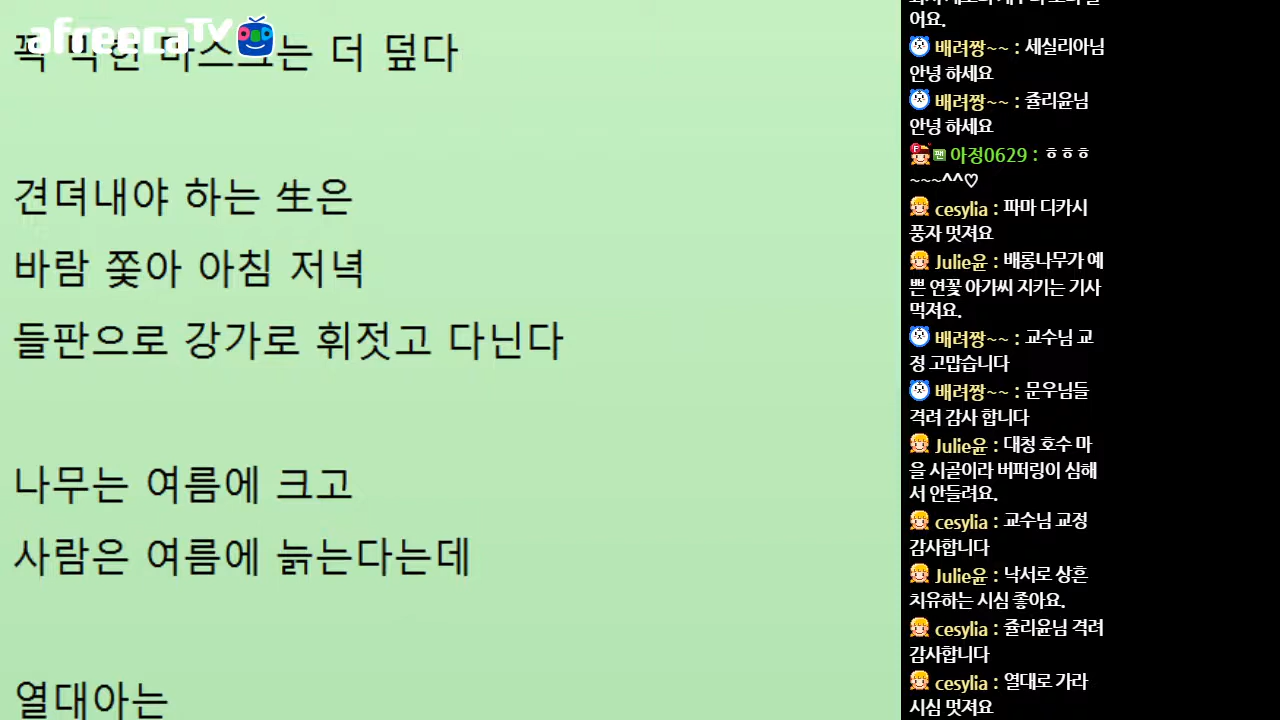 afreecaTV
꼭 막힌 마스크는 더 덮다
견뎌내야 하는 生은
바람 쫓아 아침 저녁
들판으로 강가로 휘젓고 다닌다
나무는 여름에 크고
사람은 여름에 늙는다는데
열대아는
어요.
배려짱~~ : 세실리아님
안녕 하세요
배려짱~~ : 쥴리윤님
안녕 하세요
아정0629 : ㅎㅎㅎ
~~~^^♡
cesylia : 파마 디카시
풍자 멋져요
Julie윤 : 배롱나무가 예
쁜 연꽃 아가씨 지키는 기사
먹져요.
배려짱~~ : 교수님 교
정 고맙습니다
배려짱~~ : 문우님들
격려 감사 합니다
Julie윤 : 대청 호수 마
을 시골이라 버퍼링이 심해
서 안들려요.
cesylia : 교수님 교정
감사합니다
Julie윤 : 낙서로 상흔
치유하는 시심 좋아요.
cesylia : 쥴리윤님 격려
감사합니다
cesylia : 열대로 가라
시심 멋져요